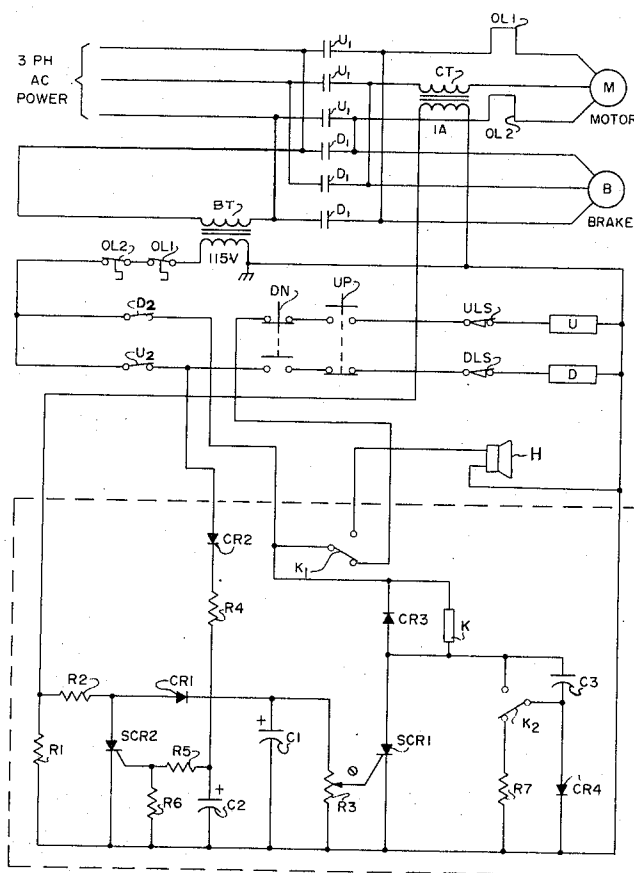 OL1
U1
3 PH
AC
POWER
U1
CT
M
MOTOR
U1
1A
OL2
D1
D1
B
BRAKE
BT
D1
OL2
OL1
115V
DN
UP
D2
ULS
U
U2
DLS
D
H
K1
CR2
R4
CR3
K
C3
R2
CR1
K2
R1
SCR2
R5
+
C1
SCR1
R6
+
C2
R3
R7
CR4